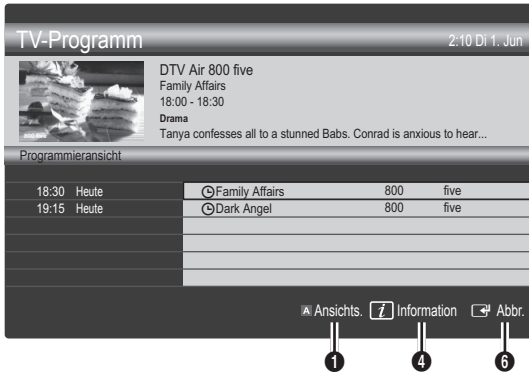 TV-Programm 2:10 Di 1. Jun
DTV Air 800 five
Family Affairs
18:00 - 18:30
Drama
Tanya confesses all to a stunned Babs. Conrad is anxious to hear...
Programmieransicht
18:30 Heute Family Affairs 800 five
19:15 Heute Dark Angel 800 five
A Ansichts. i Information Abbr.
1 4 6